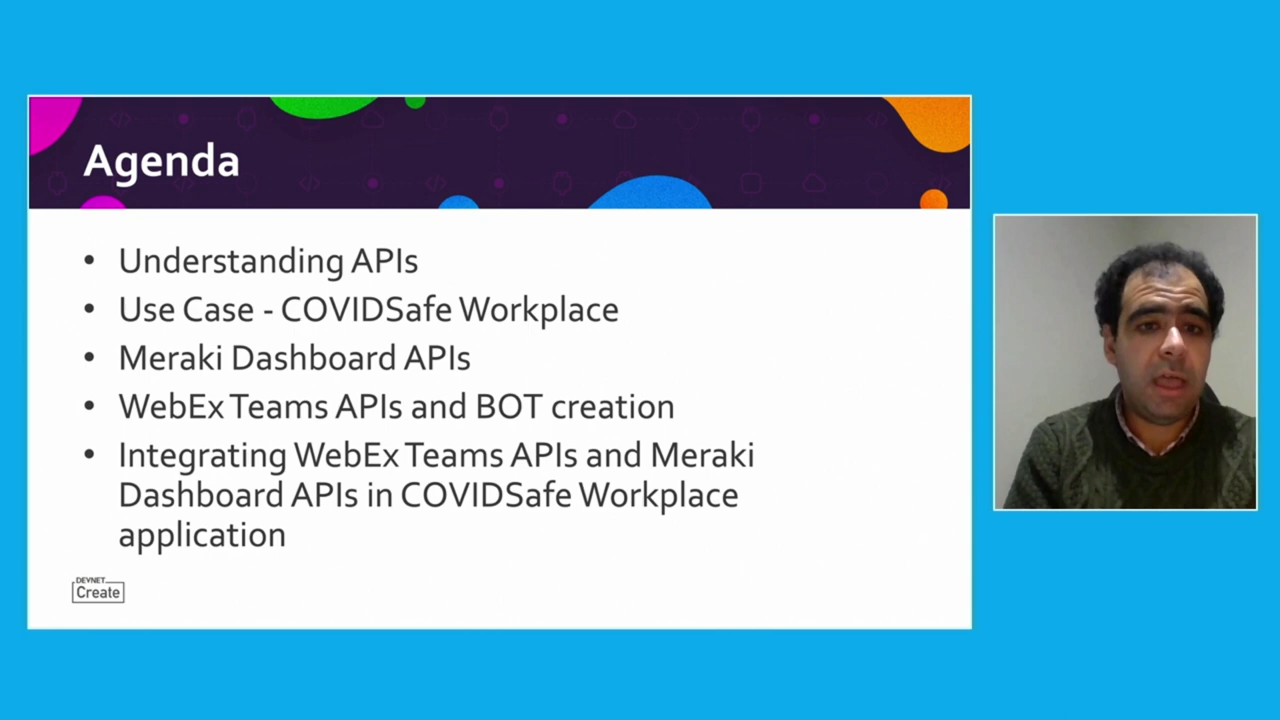 Agenda
• Understanding APIs
• Use Case - COVIDSafe Workplace
• Meraki Dashboard APIs
• WebEx Teams APIs and BOT creation
• Integrating WebEx Teams APIs and Meraki
Dashboard APIs in COVIDSafe Workplace
application
DEVNET
Create